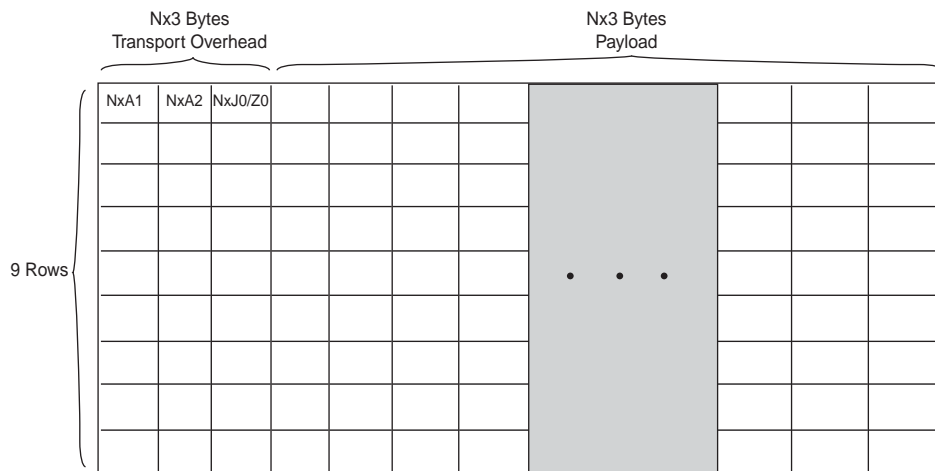 Nx3 Bytes
Transport Overhead
Nx3 Bytes
Payload
NxA1 NxA2 NxJ0/Z0
9 Rows